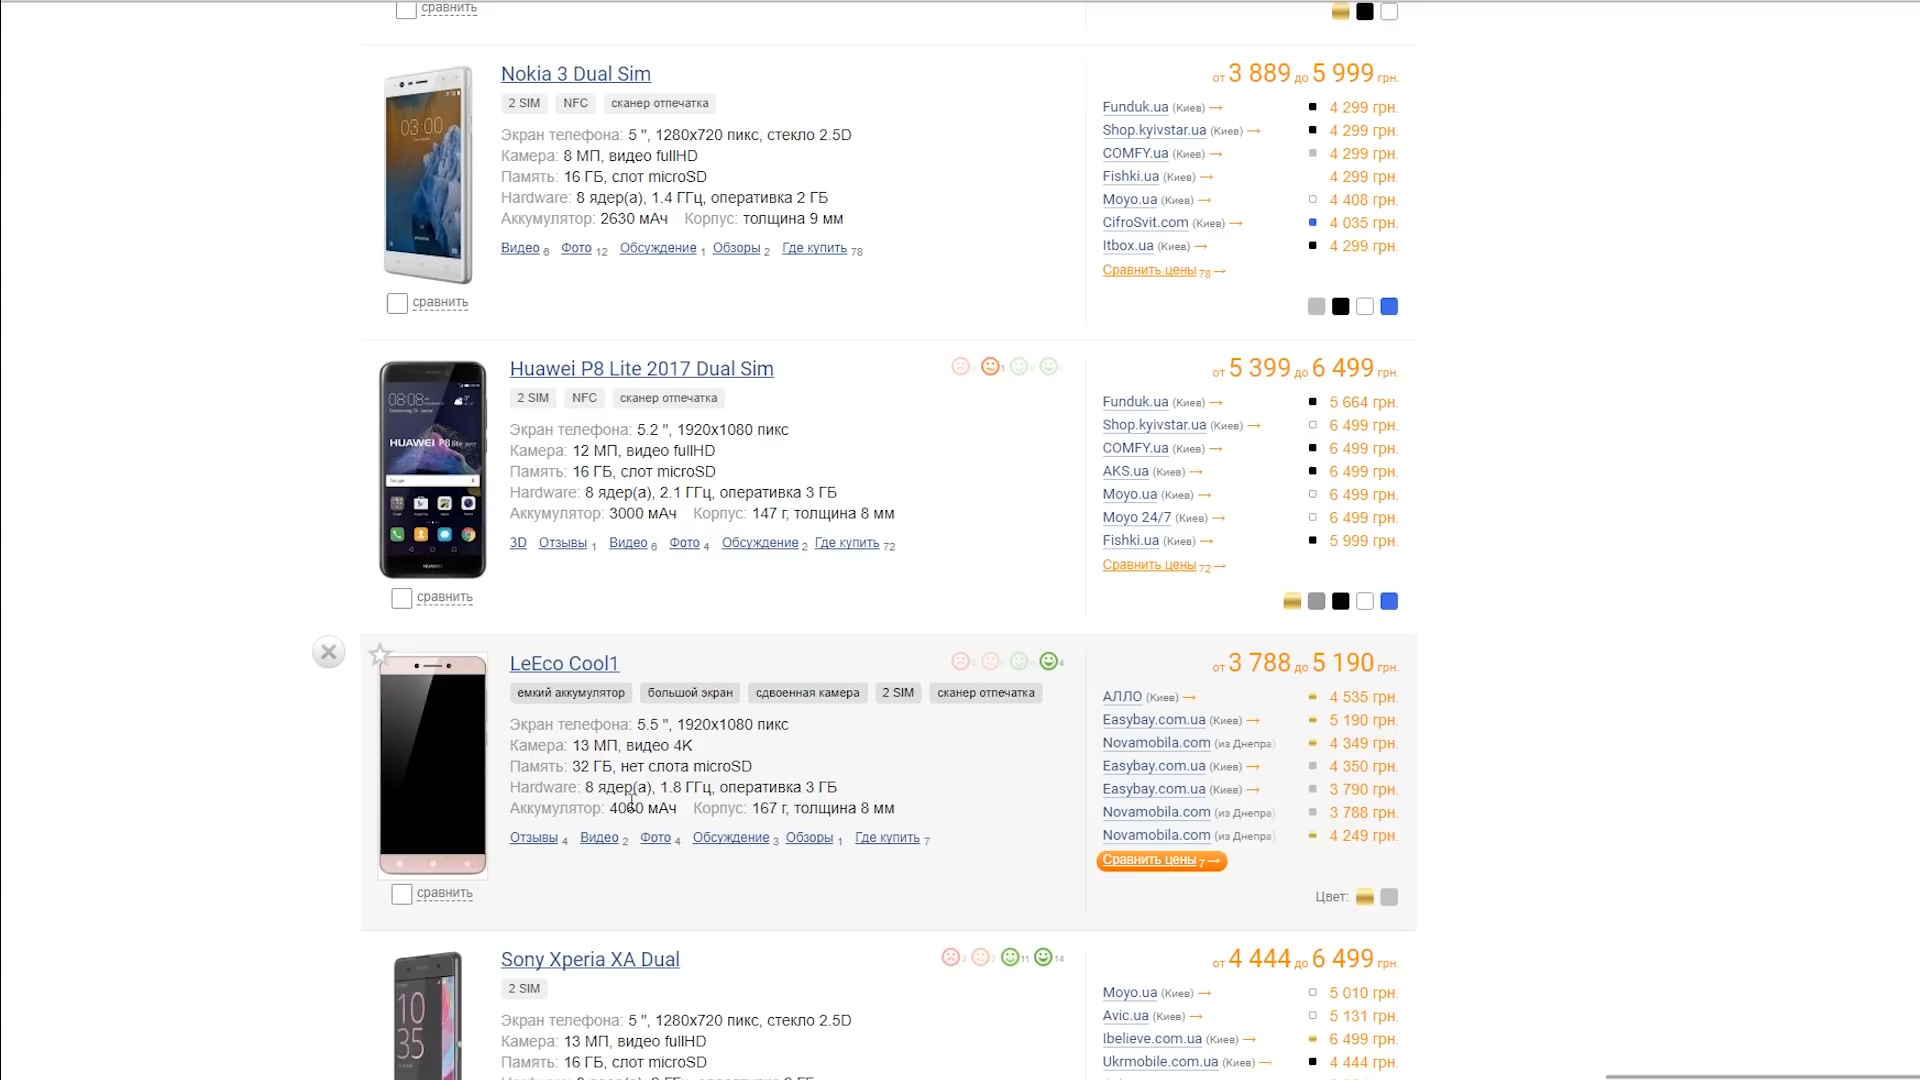 сравнить
Nokia 3 Dual Sim
2 SIM NFC сканер отпечатка
Экран телефона: 5 ", 1280x720 пикс, стекло 2.5D
Камера: 8 МП, видео fullHD
Память: 16 ГБ, слот microSD
Hardware: 8 ядер(а), 1.4 ГГц, оперативка 2 ГБ
Аккумулятор: 2630 мАч Корпус: толщина 9 мм
Видео 6 Фото 12 Обсуждение 1 Обзоры 2 Где купить 78
03:00
сравнить
от 3 889 до 5 999 грн.
Funduk.ua (Киев) → 4 299 грн.
Shop.kyivstar.ua (Киев) → 4 299 грн.
COMFY.ua (Киев) → 4 299 грн.
Fishki.ua (Киев) → 4 299 грн.
Moyo.ua (Киев) → 4 408 грн.
CifroSvit.com (Киев) → 4 035 грн.
Itbox.ua (Киев) → 4 299 грн.
Сравнить цены 78 →
Huawei P8 Lite 2017 Dual Sim
1
2 SIM NFC сканер отпечатка
Экран телефона: 5.2 ", 1920x1080 пикс
Камера: 12 МП, видео fullHD
Память: 16 ГБ, слот microSD
Hardware: 8 ядер(а), 2.1 ГГц, оперативка 3 ГБ
Аккумулятор: 3000 мАч Корпус: 147 г, толщина 8 мм
3D Отзывы 1 Видео 6 Фото 4 Обсуждение 2 Где купить 72
08:08
HUAWEI P8 lite 2017
HUAWEI
сравнить
от 5 399 до 6 499 грн.
Funduk.ua (Киев) → 5 664 грн.
Shop.kyivstar.ua (Киев) → 6 499 грн.
COMFY.ua (Киев) → 6 499 грн.
AKS.ua (Киев) → 6 499 грн.
Moyo.ua (Киев) → 6 499 грн.
Moyo 24/7 (Киев) → 6 499 грн.
Fishki.ua (Киев) → 5 999 грн.
Сравнить цены 72 →
LeEco Cool1
4
емкий аккумулятор большой экран сдвоенная камера 2 SIM сканер отпечатка
Экран телефона: 5.5 ", 1920x1080 пикс
Камера: 13 МП, видео 4K
Память: 32 ГБ, нет слота microSD
Hardware: 8 ядер(а), 1.8 ГГц, оперативка 3 ГБ
Аккумулятор: 4060 мАч Корпус: 167 г, толщина 8 мм
Отзывы 4 Видео 2 Фото 4 Обсуждение 3 Обзоры 1 Где купить 7
сравнить
от 3 788 до 5 190 грн.
АЛЛО (Киев) → 4 535 грн.
Easybay.com.ua (Киев) → 5 190 грн.
Novamobila.com (из Днепра) 4 349 грн.
Easybay.com.ua (Киев) → 4 350 грн.
Easybay.com.ua (Киев) → 3 790 грн.
Novamobila.com (из Днепра) 3 788 грн.
Novamobila.com (из Днепра) 4 249 грн.
Сравнить цены 7 →
Цвет:
Sony Xperia XA Dual
2 2 11 14
2 SIM
Экран телефона: 5 ", 1280x720 пикс, стекло 2.5D
Камера: 13 МП, видео fullHD
Память: 16 ГБ, слот microSD
10
35
от 4 444 до 6 499 грн.
Moyo.ua (Киев) → 5 010 грн.
Avic.ua (Киев) → 5 131 грн.
Ibelieve.com.ua (Киев) → 6 499 грн.
Ukrmobile.com.ua (Киев) → 4 444 грн.